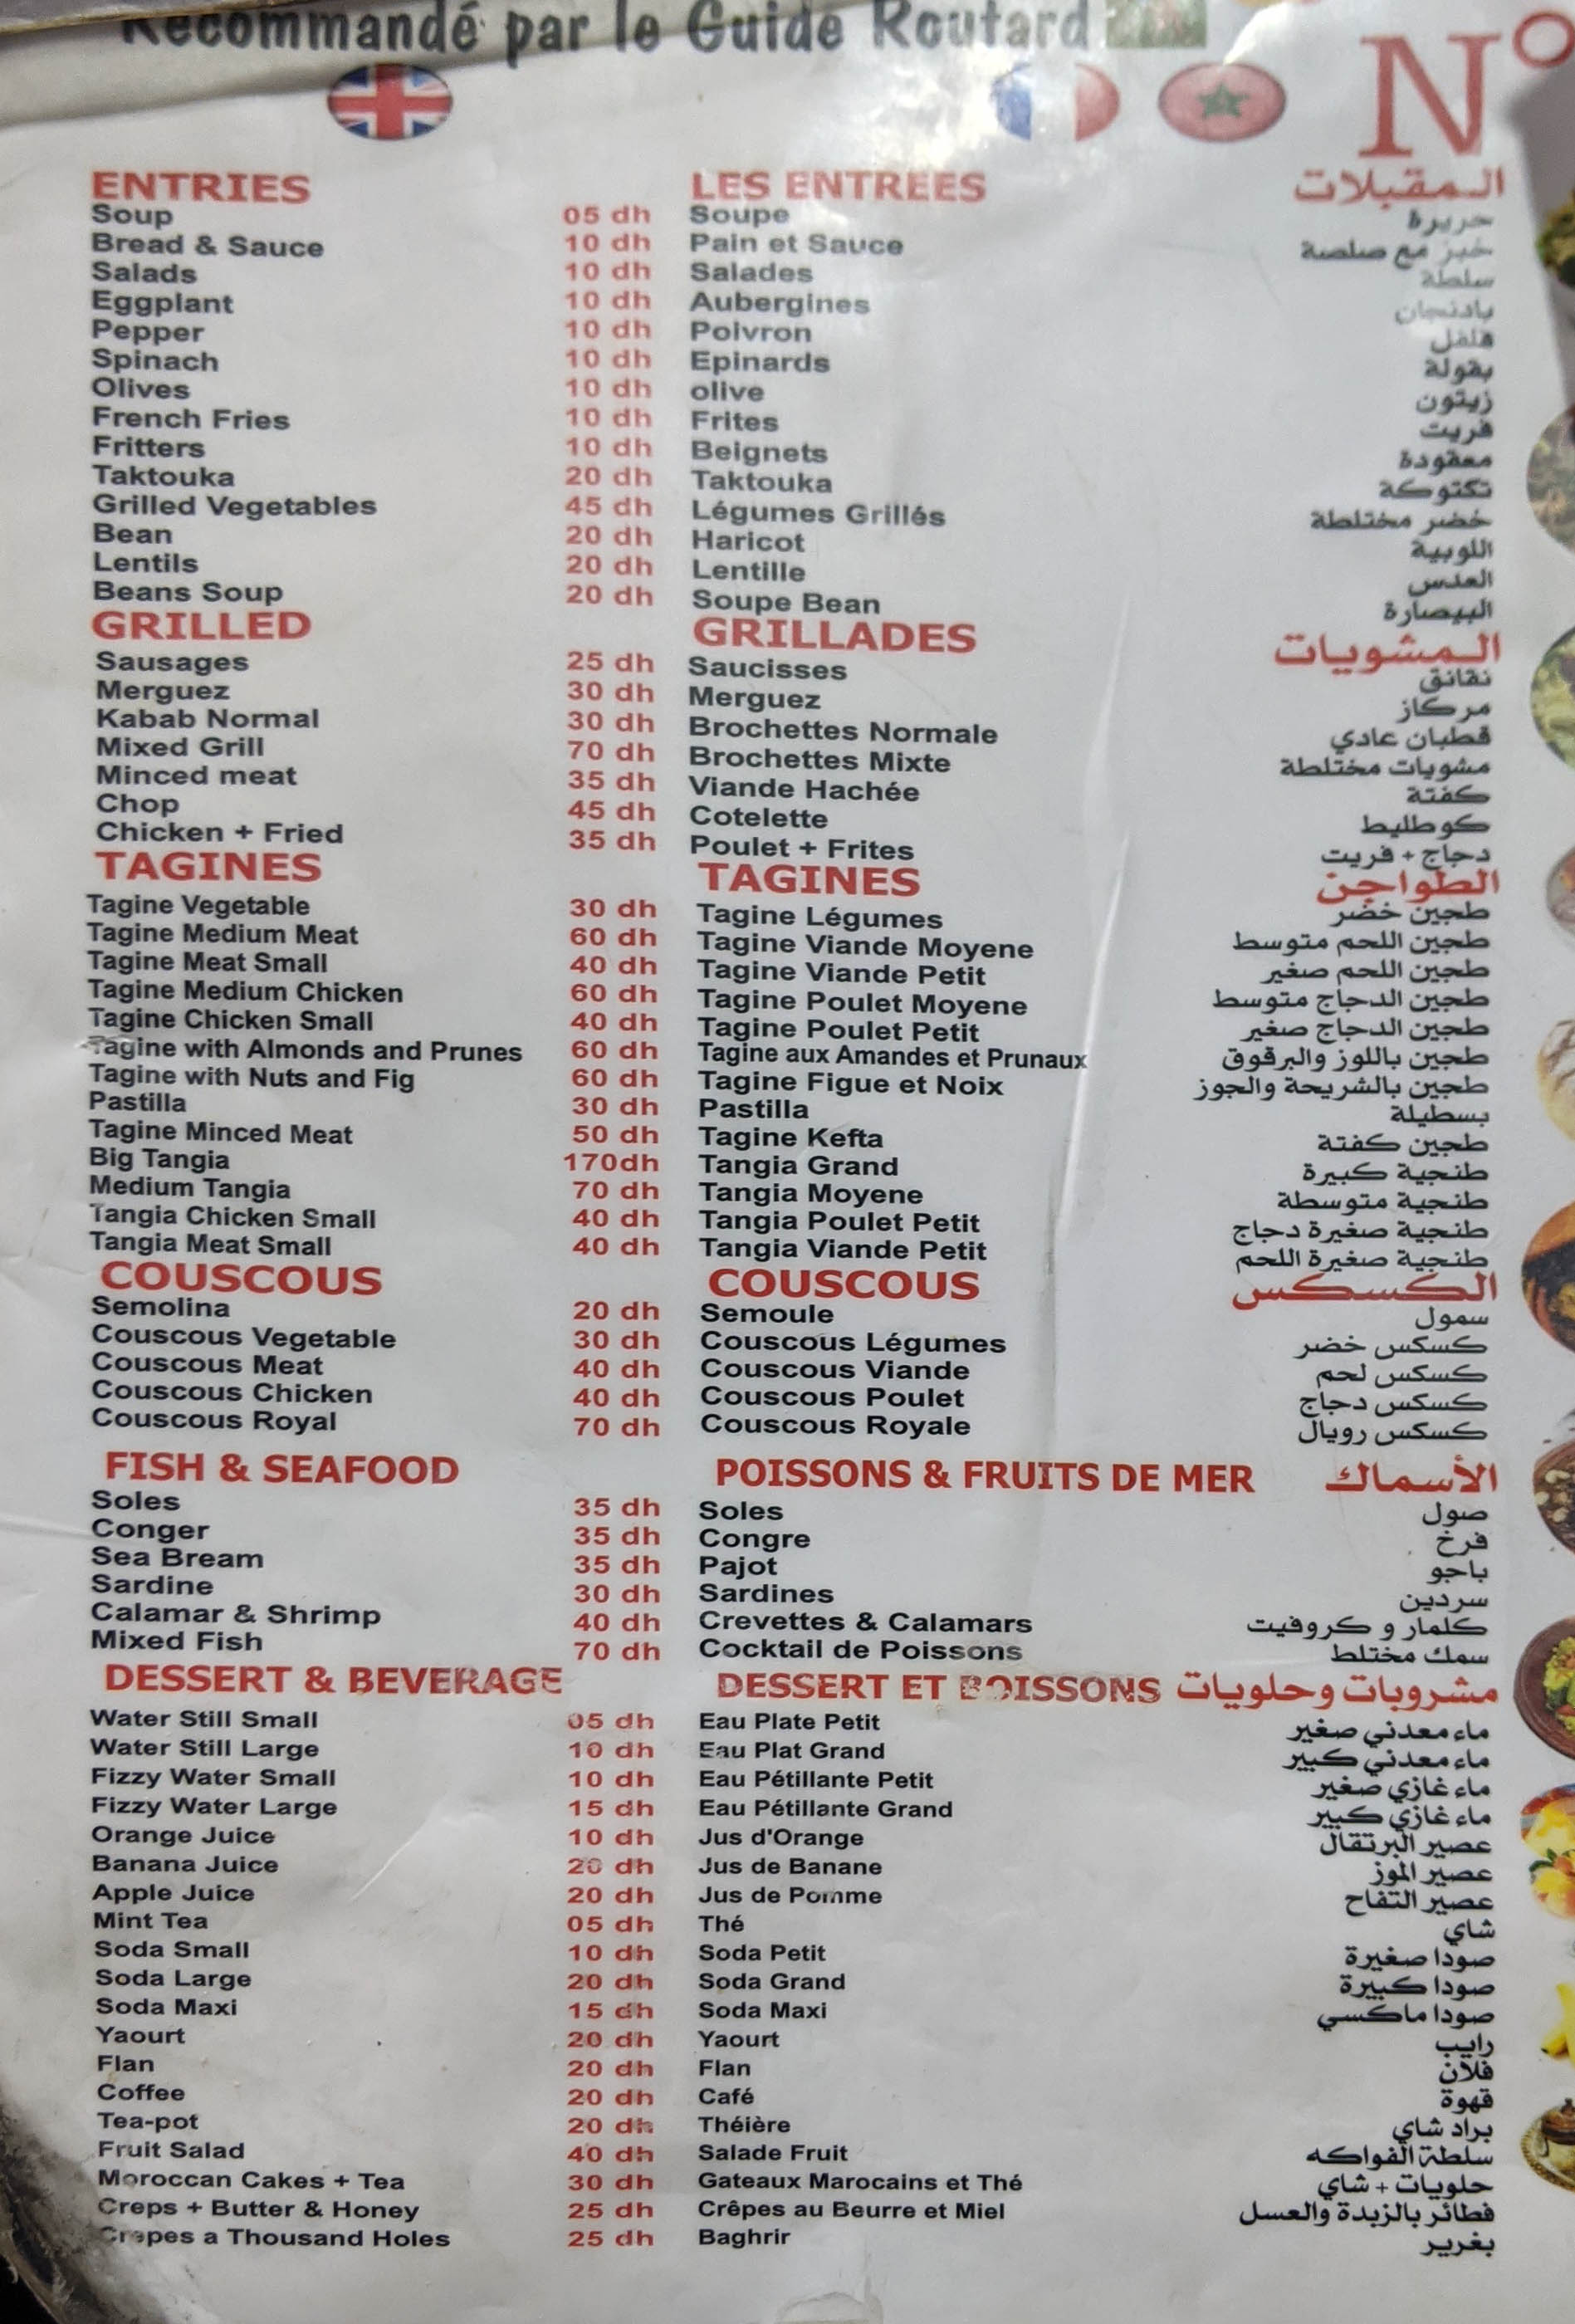 Recommandé par le Guide Routard
N°
ENTRIES LES ENTREES المقبلات
Soup 05 dh Soupe حريرة
Bread & Sauce 10 dh Pain et Sauce خبز مع صلصة
Salads 10 dh Salades سلطة
Eggplant 10 dh Aubergines بادنجان
Pepper 10 dh Poivron فلفل
Spinach 10 dh Epinards بقولة
Olives 10 dh olive زيتون
French Fries 10 dh Frites فريت
Fritters 10 dh Beignets معقودة
Taktouka 20 dh Taktouka تكتوكة
Grilled Vegetables 45 dh Légumes Grillés خضر مختلطة
Bean 20 dh Haricot اللوبية
Lentils 20 dh Lentille العدس
Beans Soup 20 dh Soupe Bean البيصارة
GRILLED GRILLADES المشويات
Sausages 25 dh Saucisses نقانق
Merguez 30 dh Merguez مركاز
Kabab Normal 30 dh Brochettes Normale قطبان عادي
Mixed Grill 70 dh Brochettes Mixte مشويات مختلطة
Minced meat 35 dh Viande Hachée كفتة
Chop 45 dh Cotelette كوطليط
Chicken + Fried 35 dh Poulet + Frites دجاج + فريت
TAGINES TAGINES الطواجن
Tagine Vegetable 30 dh Tagine Légumes طجين خضر
Tagine Medium Meat 60 dh Tagine Viande Moyene طجين اللحم متوسط
Tagine Meat Small 40 dh Tagine Viande Petit طجين اللحم صغير
Tagine Medium Chicken 60 dh Tagine Poulet Moyene طجين الدجاج متوسط
Tagine Chicken Small 40 dh Tagine Poulet Petit طجين الدجاج صغير
Tagine with Almonds and Prunes 60 dh Tagine aux Amandes et Prunaux طجين باللوز والبرقوق
Tagine with Nuts and Fig 60 dh Tagine Figue et Noix طجين بالشريحة والجوز
Pastilla 30 dh Pastilla بسطيلة
Tagine Minced Meat 50 dh Tagine Kefta طجين كفتة
Big Tangia 170dh Tangia Grand طنجية كبيرة
Medium Tangia 70 dh Tangia Moyene طنجية متوسطة
Tangia Chicken Small 40 dh Tangia Poulet Petit طنجية صغيرة دجاج
Tangia Meat Small 40 dh Tangia Viande Petit طنجية صغيرة اللحم
COUSCOUS COUSCOUS الكسكس
Semolina 20 dh Semoule سمول
Couscous Vegetable 30 dh Couscous Légumes كسكس خضر
Couscous Meat 40 dh Couscous Viande كسكس لحم
Couscous Chicken 40 dh Couscous Poulet كسكس دجاج
Couscous Royal 70 dh Couscous Royale كسكس رويال
FISH & SEAFOOD POISSONS & FRUITS DE MER الأسماك
Soles 35 dh Soles صول
Conger 35 dh Congre فرخ
Sea Bream 35 dh Pajot باجو
Sardine 30 dh Sardines سردين
Calamar & Shrimp 40 dh Crevettes & Calamars كلمار و كروفيت
Mixed Fish 70 dh Cocktail de Poissons سمك مختلط
DESSERT & BEVERAGE DESSERT ET BOISSONS مشروبات وحلويات
Water Still Small 05 dh Eau Plate Petit ماء معدني صغير
Water Still Large 10 dh Eau Plat Grand ماء معدني كبير
Fizzy Water Small 10 dh Eau Pétillante Petit ماء غازي صغير
Fizzy Water Large 15 dh Eau Pétillante Grand ماء غازي كبير
Orange Juice 10 dh Jus d'Orange عصير البرتقال
Banana Juice 20 dh Jus de Banane عصير الموز
Apple Juice 20 dh Jus de Pomme عصير التفاح
Mint Tea 05 dh Thé شاي
Soda Small 10 dh Soda Petit صودا صغيرة
Soda Large 20 dh Soda Grand صودا كبيرة
Soda Maxi 15 dh Soda Maxi صودا ماكسي
Yaourt 20 dh Yaourt رايب
Flan 20 dh Flan فلان
Coffee 20 dh Café قهوة
Tea-pot 20 dh Théière براد شاي
Fruit Salad 40 dh Salade Fruit سلطة الفواكه
Moroccan Cakes + Tea 30 dh Gateaux Marocains et Thé حلويات + شاي
Creps + Butter & Honey 25 dh Crêpes au Beurre et Miel فطائر بالزبدة والعسل
Crepes a Thousand Holes 25 dh Baghrir بغرير